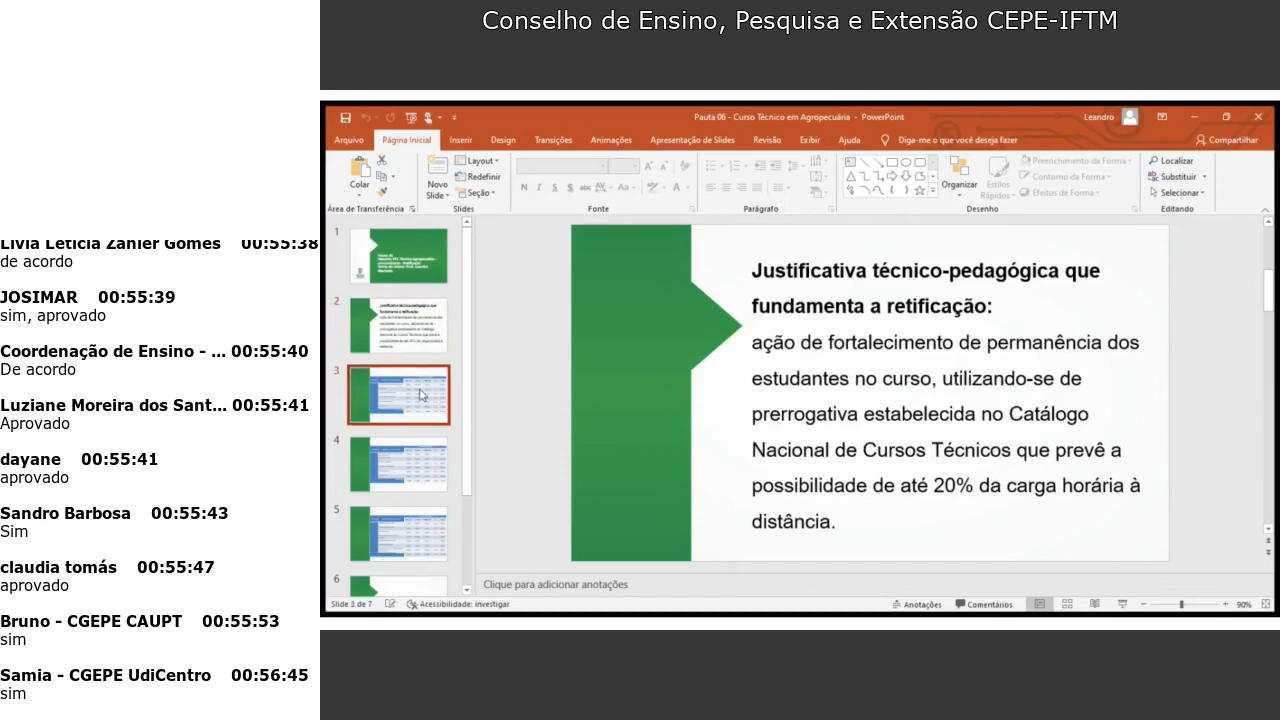 Conselho de Ensino, Pesquisa e Extensão CEPE-IFTM
Lívia Letícia Zanier Gomes 00:55:38
de acordo
JOSIMAR 00:55:39
sim, aprovado
Coordenação de Ensino - ... 00:55:40
De acordo
Luziane Moreira dos Sant... 00:55:41
Aprovado
dayane 00:55:41
aprovado
Sandro Barbosa 00:55:43
Sim
claudia tomás 00:55:47
aprovado
Bruno - CGEPE CAUPT 00:55:53
sim
Samia - CGEPE UdiCentro 00:56:45
sim
Pauta 06 - Curso Técnico em Agropecuária - PowerPoint
Leandro
Arquivo Página Inicial Inserir Design Transições Animações Apresentação de Slides Revisão Exibir Ajuda Diga-me o que você deseja fazer Compartilhar
Colar
Novo
Slide
Layout
Redefinir
Seção
Organizar
Estilos
Rápidos
Preenchimento da Forma
Contorno da Forma
Efeitos de Forma
Localizar
Substituir
Selecionar
Área de Transferência Slides Fonte Parágrafo Desenho Editando
1
2
3
4
5
6
Justificativa técnico-pedagógica que
fundamenta a retificação:
ação de fortalecimento de permanência dos
estudantes no curso, utilizando-se de
prerrogativa estabelecida no Catálogo
Nacional de Cursos Técnicos que prevê a
possibilidade de até 20% da carga horária à
distância.
Clique para adicionar anotações
Slide 3 de 7 Acessibilidade: investigar Anotações Comentários 90%